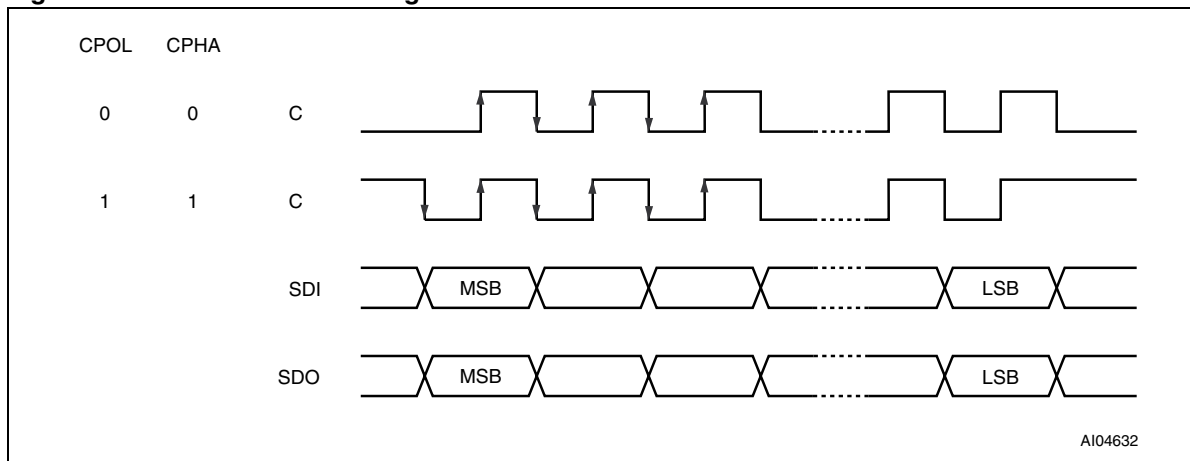 CPOL CPHA
0 0 C
1 1 C
SDI MSB LSB
SDO MSB LSB
AI04632